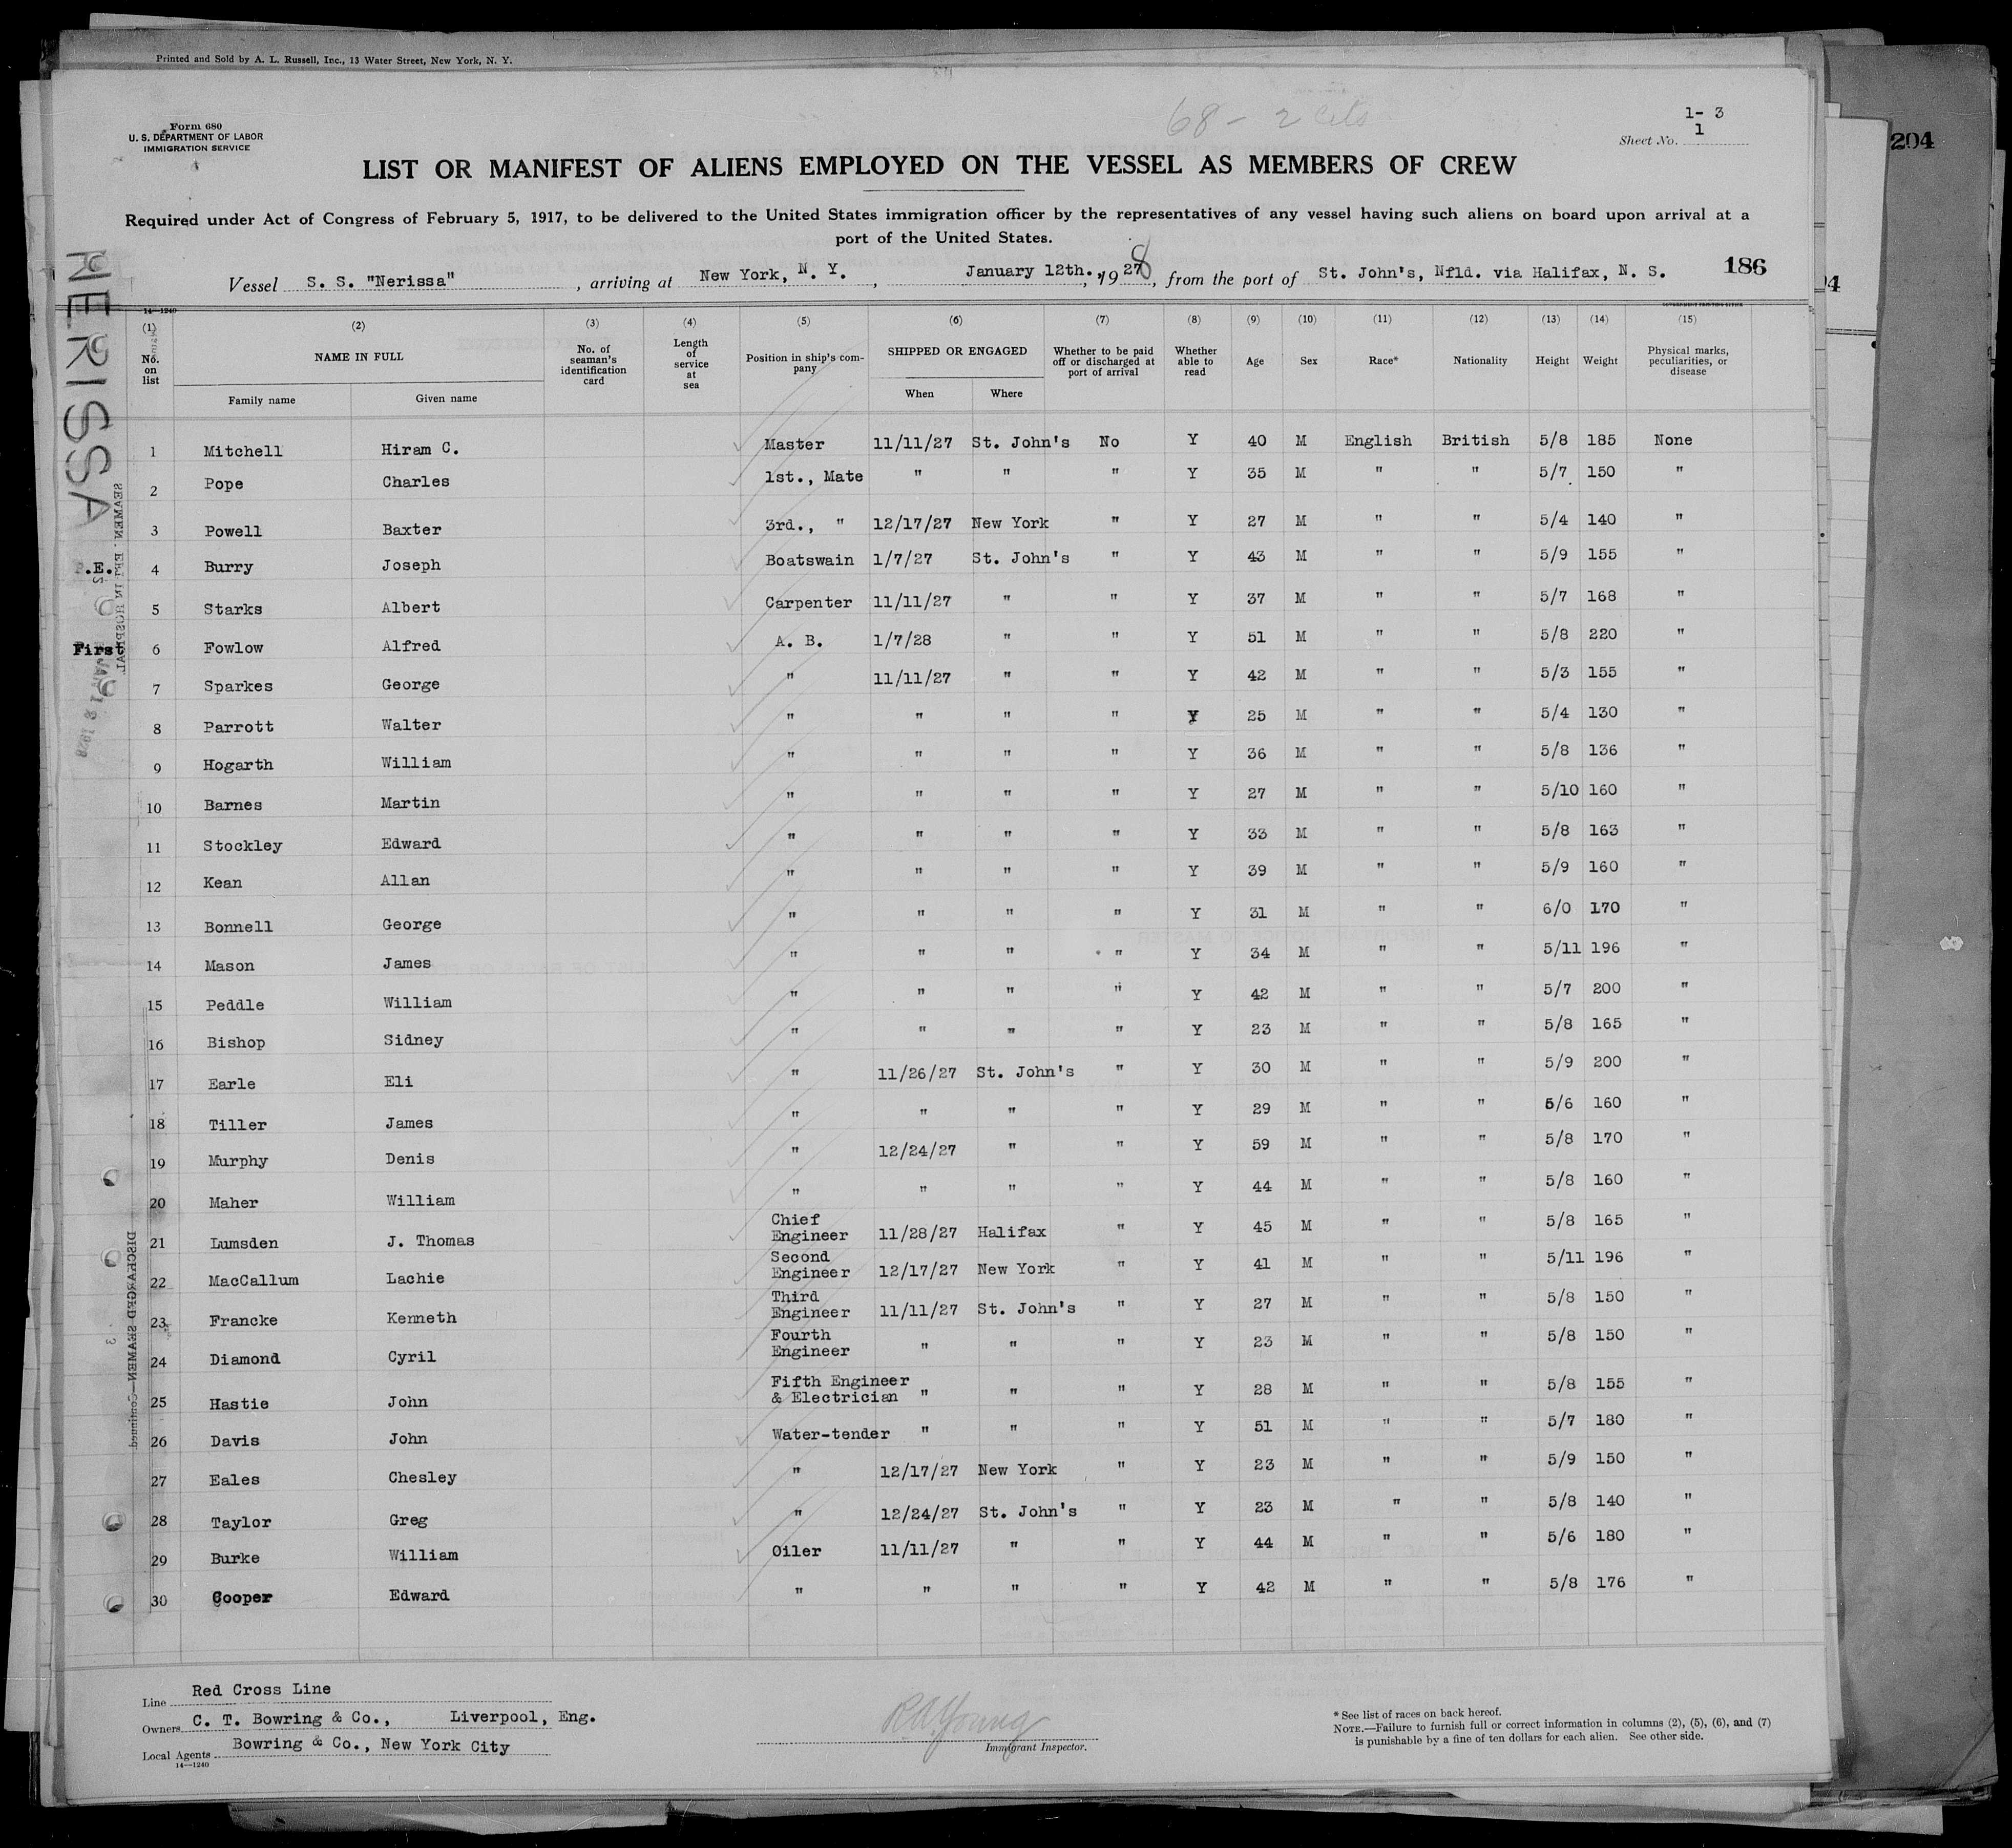 Printed and Sold by A. L. Russell, Inc., 13 Water Street, New York, N. Y.
68 - 2
1- 3
Form 680
U. S. DEPARTMENT OF LABOR
IMMIGRATION SERVICE
Sheet No. 1
204
LIST OR MANIFEST OF ALIENS EMPLOYED ON THE VESSEL AS MEMBERS OF CREW
Required under Act of Congress of February 5, 1917, to be delivered to the United States immigration officer by the representatives of any vessel having such aliens on board upon arrival at a
port of the United States.
Vessel S. S. "Nerissa", arriving at New York, N. Y., January 12th., 1928, from the port of St. John's, Nfld. via Halifax, N. S. 186
NERISSA
14—1240
(1) (2) (3) (4) (5) (6) (7) (8) (9) (10) (11) (12) (13) (14) (15)
No. on list NAME IN FULL No. of seaman's identification card Length of service at sea Position in ship's company SHIPPED OR ENGAGED Whether to be paid off or discharged at port of arrival Whether able to read Age Sex Race* Nationality Height Weight Physical marks, peculiarities, or disease
Family name Given name When Where
1 Mitchell Hiram C. Master 11/11/27 St. John's No Y 40 M English British 5/8 185 None
2 Pope Charles 1st., Mate " " " Y 35 M " " 5/7 150 "
3 Powell Baxter 3rd., " 12/17/27 New York " Y 27 M " " 5/4 140 "
4 Burry Joseph Boatswain 1/7/27 St. John's " Y 43 M " " 5/9 155 "
5 Starks Albert Carpenter 11/11/27 " " Y 37 M " " 5/7 168 "
First 6 Fowlow Alfred A. B. 1/7/28 " " Y 51 M " " 5/8 220 "
7 Sparkes George " 11/11/27 " " Y 42 M " " 5/3 155 "
8 Parrott Walter " " " " Y 25 M " " 5/4 130 "
9 Hogarth William " " " " Y 36 M " " 5/8 136 "
10 Barnes Martin " " " " Y 27 M " " 5/10 160 "
11 Stockley Edward " " " " Y 33 M " " 5/8 163 "
12 Kean Allan " " " " Y 39 M " " 5/9 160 "
13 Bonnell George " " " " Y 31 M " " 6/0 170 "
14 Mason James " " " " Y 34 M " " 5/11 196 "
15 Peddle William " " " " Y 42 M " " 5/7 200 "
16 Bishop Sidney " " " " Y 23 M " " 5/8 165 "
17 Earle Eli " 11/26/27 St. John's " Y 30 M " " 5/9 200 "
18 Tiller James " " " " Y 29 M " " 5/6 160 "
19 Murphy Denis " 12/24/27 " " Y 59 M " " 5/8 170 "
20 Maher William " " " " Y 44 M " " 5/8 160 "
21 Lumsden J. Thomas Chief Engineer 11/28/27 Halifax " Y 45 M " " 5/8 165 "
22 MacCallum Lachie Second Engineer 12/17/27 New York " Y 41 M " " 5/11 196 "
23 Francke Kenneth Third Engineer 11/11/27 St. John's " Y 27 M " " 5/8 150 "
24 Diamond Cyril Fourth Engineer " " " Y 23 M " " 5/8 150 "
25 Hastie John Fifth Engineer & Electrician " " " Y 28 M " " 5/8 155 "
26 Davis John Water-tender " " " Y 51 M " " 5/7 180 "
27 Eales Chesley " 12/17/27 New York " Y 23 M " " 5/9 150 "
28 Taylor Greg " 12/24/27 St. John's " Y 23 M " " 5/8 140 "
29 Burke William Oiler 11/11/27 " " Y 44 M " " 5/6 180 "
30 Cooper Edward " " " " Y 42 M " " 5/8 176 "
Line Red Cross Line
Owners C. T. Bowring & Co., Liverpool, Eng.
Local Agents Bowring & Co., New York City
14—1240
Young
Immigrant Inspector.
* See list of races on back hereof.
NOTE.—Failure to furnish full or correct information in columns (2), (5), (6), and (7)
is punishable by a fine of ten dollars for each alien. See other side.